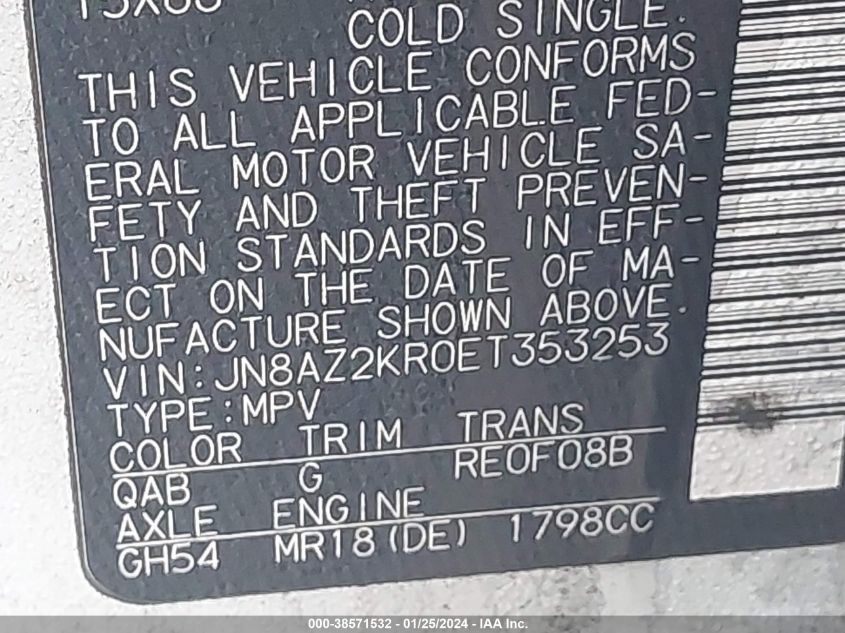 COLD SINGLE.
THIS VEHICLE CONFORMS
TO ALL APPLICABLE FED-
ERAL MOTOR VEHICLE SA-
FETY AND THEFT PREVEN-
TION STANDARDS IN EFF-
ECT ON THE DATE OF MA-
NUFACTURE SHOWN ABOVE.
VIN:JN8AZ2KR0ET353253
TYPE:MPV
COLOR TRIM TRANS
QAB G RE0F08B
AXLE ENGINE
GH54 MR18(DE) 1798CC
000-38571532 - 01/25/2024 - IAA Inc.